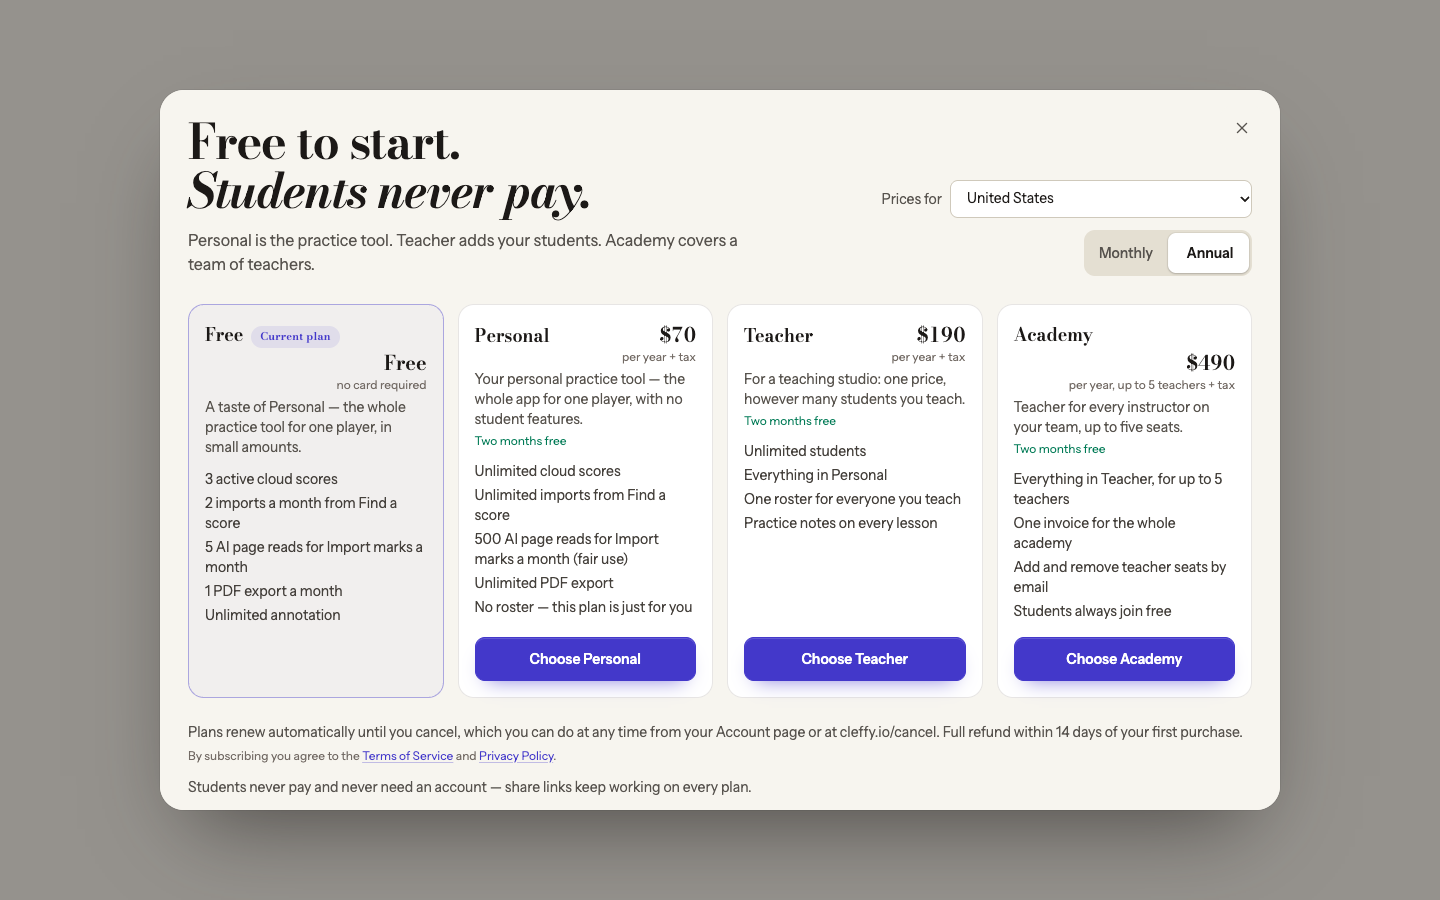 Free to start.
Students never pay.
Personal is the practice tool. Teacher adds your students. Academy covers a
team of teachers.
Prices for
United States
Monthly
Annual
Free
Current plan
Free
no card required
A taste of Personal — the whole
practice tool for one player, in
small amounts.
3 active cloud scores
2 imports a month from Find a
score
5 AI page reads for Import marks a
month
1 PDF export a month
Unlimited annotation
Personal
$70
per year + tax
Your personal practice tool — the
whole app for one player, with no
student features.
Two months free
Unlimited cloud scores
Unlimited imports from Find a
score
500 AI page reads for Import
marks a month (fair use)
Unlimited PDF export
No roster — this plan is just for you
Choose Personal
Teacher
$190
per year + tax
For a teaching studio: one price,
however many students you teach.
Two months free
Unlimited students
Everything in Personal
One roster for everyone you teach
Practice notes on every lesson
Choose Teacher
Academy
$490
per year, up to 5 teachers + tax
Teacher for every instructor on
your team, up to five seats.
Two months free
Everything in Teacher, for up to 5
teachers
One invoice for the whole
academy
Add and remove teacher seats by
email
Students always join free
Choose Academy
Plans renew automatically until you cancel, which you can do at any time from your Account page or at cleffy.io/cancel. Full refund within 14 days of your first purchase.
By subscribing you agree to the Terms of Service and Privacy Policy.
Students never pay and never need an account — share links keep working on every plan.